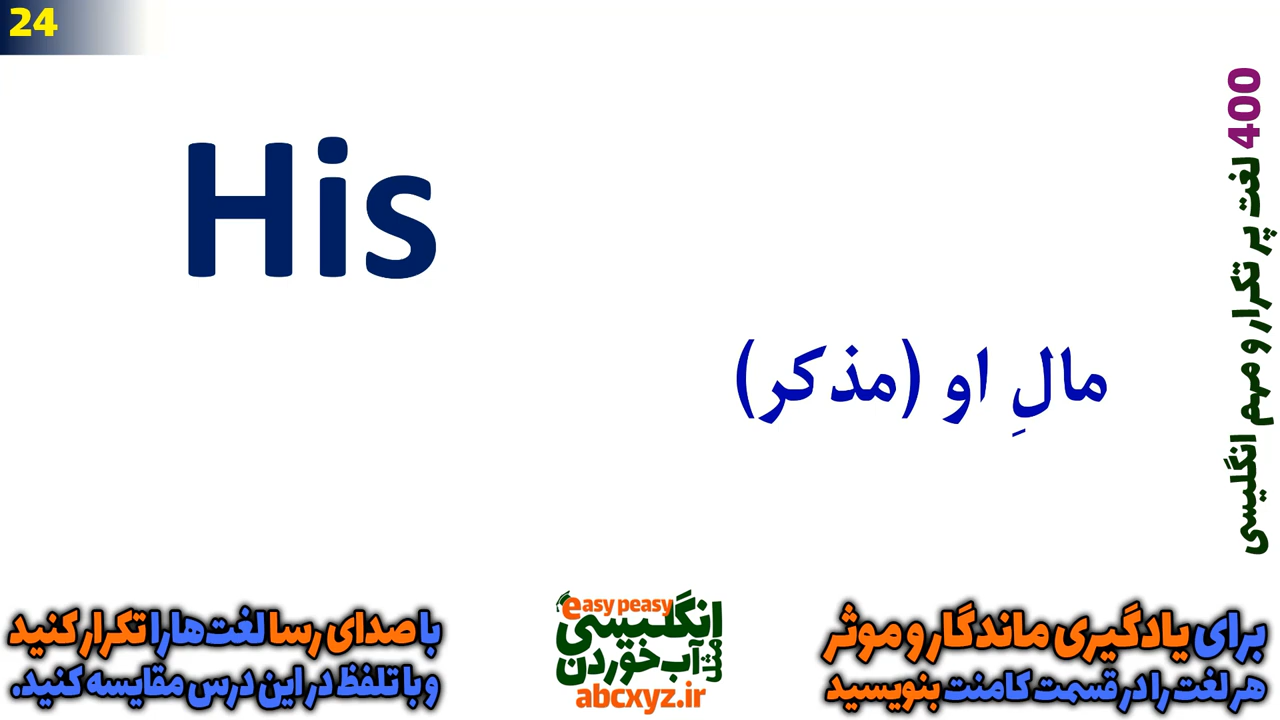 24
His
مالِ او (مذکر)
400 لغت پر تکرار و مهم انگلیسی
با صدای رسا لغت‌ها را تکرار کنید
و با تلفظ در این درس مقایسه کنید.
easy peasy
انگلیسی
مثل آب خوردن
abcxyz.ir
برای یادگیری ماندگار و موثر
هر لغت را در قسمت کامنت بنویسید